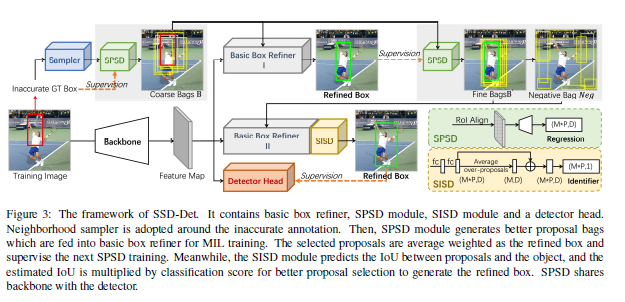 Sampler
SPSD
Supervision
Inaccurate GT Box
Coarse Bags B
Basic Box Refiner
I
Refined Box
Supervision
SPSD
Fine BagsB'
Negative Bag Neg
Training Image
Backbone
Feature Map
Basic Box Refiner
II
SISD
Detector Head
Supervision
Refined Box
RoI Align
(M*P,D)
SPSD
Regression
fc
fc
Average
over-proposals
(M*P,D)
(M,D)
(M*P,D)
(M*P,1)
SISD
Identifier
Figure 3: The framework of SSD-Det. It contains basic box refiner, SPSD module, SISD module and a detector head.
Neighborhood sampler is adopted around the inaccurate annotation. Then, SPSD module generates better proposal bags
which are fed into basic box refiner for MIL training. The selected proposals are average weighted as the refined box and
supervise the next SPSD training. Meanwhile, the SISD module predicts the IoU between proposals and the object, and the
estimated IoU is multiplied by classification score for better proposal selection to generate the refined box. SPSD shares
backbone with the detector.